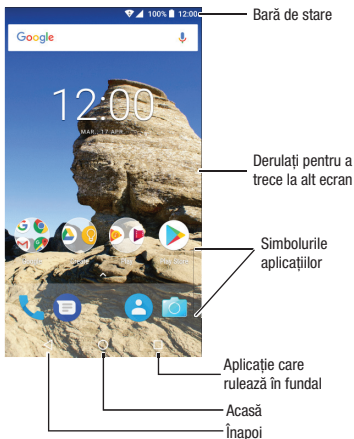 100% 12:00
Bară de stare
Google
12:00
MAR., 17 APR.
Derulați pentru a
trece la alt ecran
Simbolurile
aplicațiilor
Aplicație care
rulează în fundal
Acasă
Înapoi